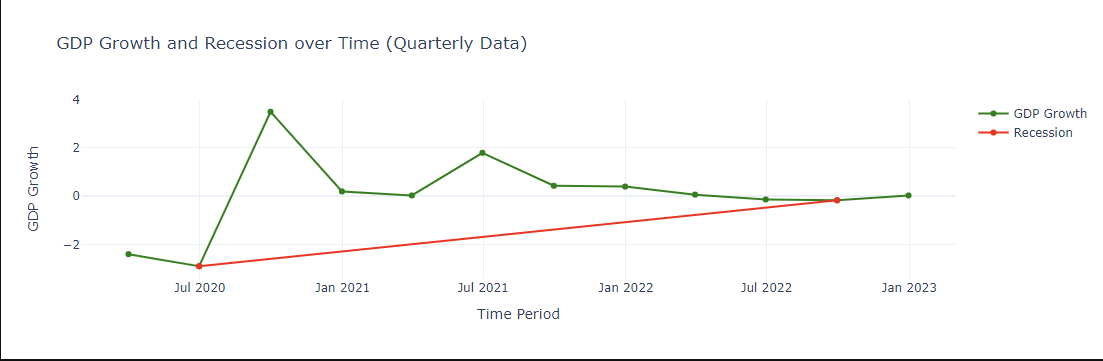 GDP Growth and Recession over Time (Quarterly Data)
4
2
0
−2
GDP Growth
Jul 2020
Jan 2021
Jul 2021
Jan 2022
Jul 2022
Jan 2023
Time Period
GDP Growth
Recession